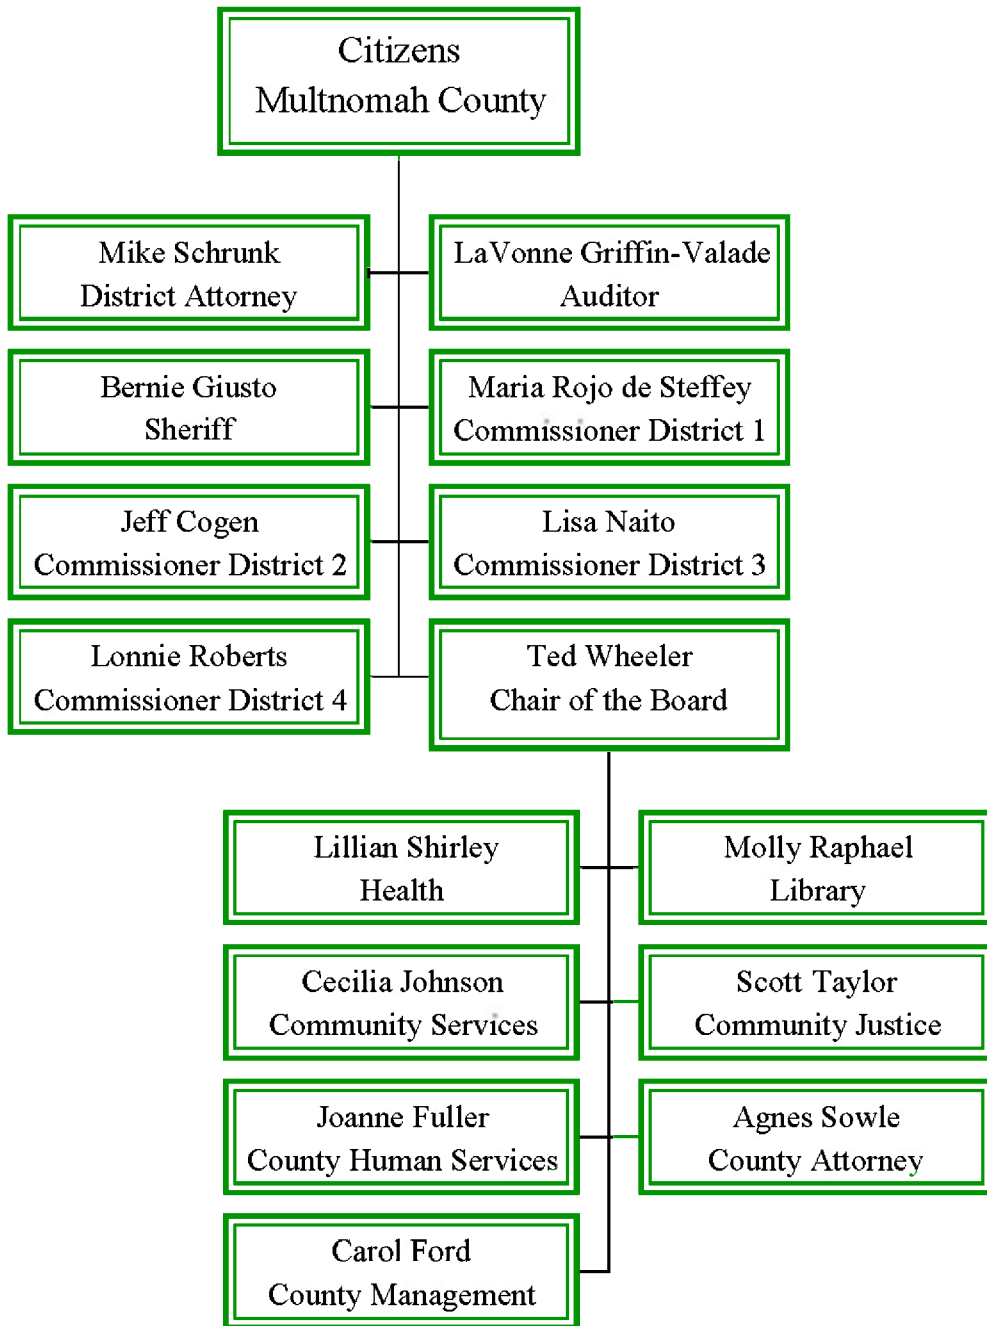 Citizens
Multnomah County
Mike Schrunk
District Attorney
LaVonne Griffin-Valade
Auditor
Bernie Giusto
Sheriff
Maria Rojo de Steffey
Commissioner District 1
Jeff Cogen
Commissioner District 2
Lisa Naito
Commissioner District 3
Lonnie Roberts
Commissioner District 4
Ted Wheeler
Chair of the Board
Lillian Shirley
Health
Molly Raphael
Library
Cecilia Johnson
Community Services
Scott Taylor
Community Justice
Joanne Fuller
County Human Services
Agnes Sowle
County Attorney
Carol Ford
County Management